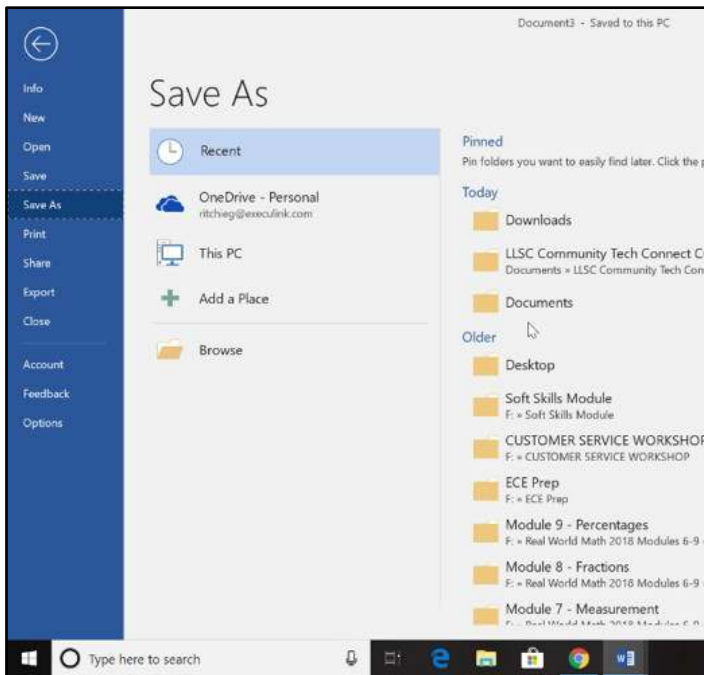 Document3 - Saved to this PC
Info
New
Open
Save
Save As
Print
Share
Export
Close
Account
Feedback
Options
Save As
Recent
OneDrive - Personal
ritchieg@execulink.com
This PC
Add a Place
Browse
Pinned
Pin folders you want to easily find later. Click the
Today
Downloads
LLSC Community Tech Connect
Documents » LLSC Community Tech
Documents
Older
Desktop
Soft Skills Module
F: » Soft Skills Module
CUSTOMER SERVICE WORKSHOP
F: » CUSTOMER SERVICE WORKSHOP
ECE Prep
F: » ECE Prep
Module 9 - Percentages
F: » Real World Math 2018 Modules 6-9
Module 8 - Fractions
F: » Real World Math 2018 Modules 6-9
Module 7 - Measurement
Type here to search